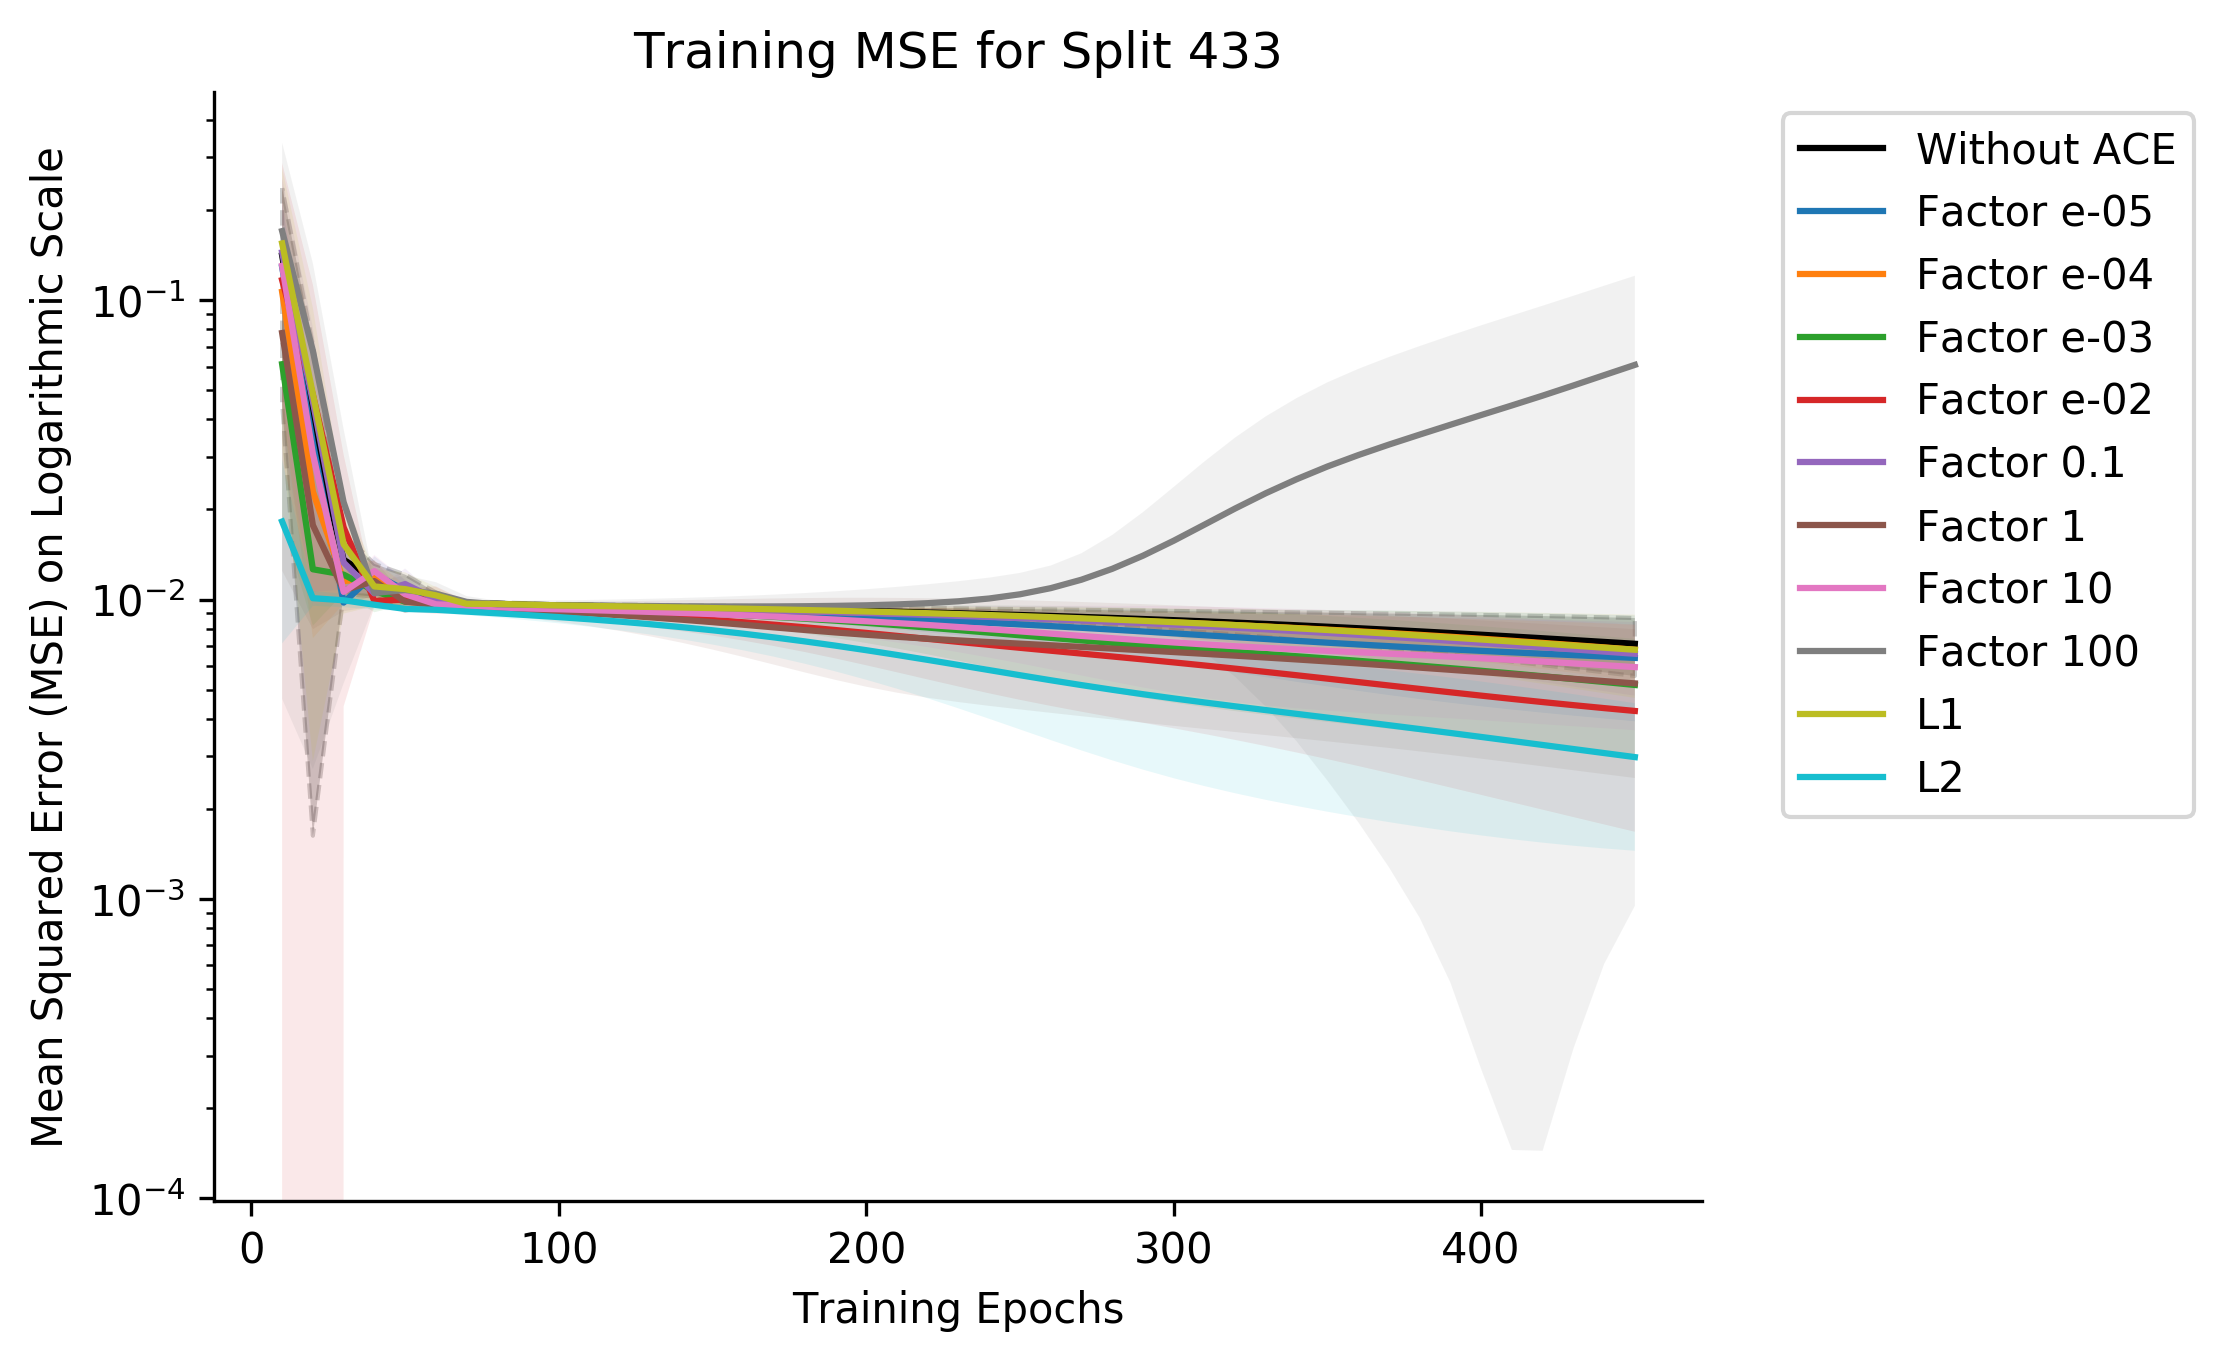 Training MSE for Split 433
Mean Squared Error (MSE) on Logarithmic Scale
10⁻¹
10⁻²
10⁻³
10⁻⁴
0 100 200 300 400
Training Epochs
Without ACE
Factor e-05
Factor e-04
Factor e-03
Factor e-02
Factor 0.1
Factor 1
Factor 10
Factor 100
L1
L2